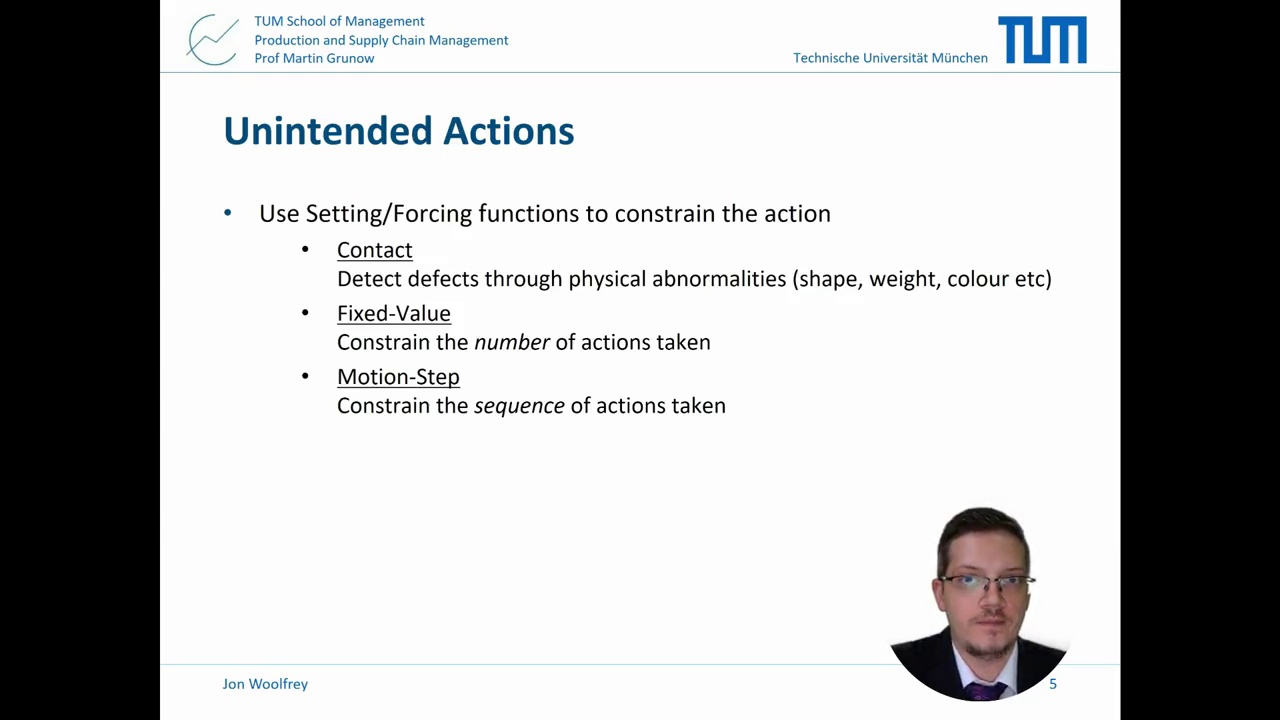 TUM School of Management
Production and Supply Chain Management
Prof Martin Grunow
Technische Universität München
TUM
Unintended Actions
• Use Setting/Forcing functions to constrain the action
• Contact
Detect defects through physical abnormalities (shape, weight, colour etc)
• Fixed-Value
Constrain the number of actions taken
• Motion-Step
Constrain the sequence of actions taken
Jon Woolfrey
5